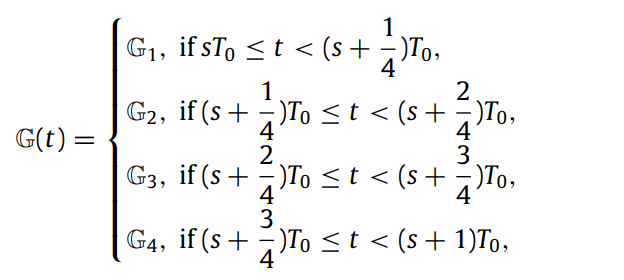 𝔾₁, if sT₀ ≤ t < (s + 1/4)T₀,
𝔾₂, if (s + 1/4)T₀ ≤ t < (s + 2/4)T₀,
𝔾(t) =
𝔾₃, if (s + 2/4)T₀ ≤ t < (s + 3/4)T₀,
𝔾₄, if (s + 3/4)T₀ ≤ t < (s + 1)T₀,